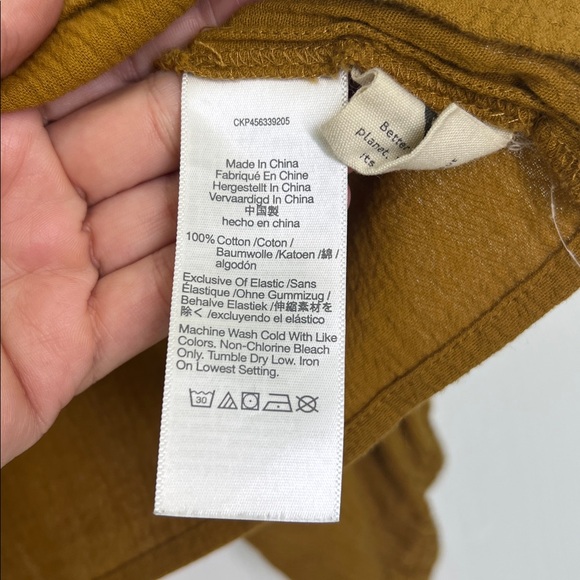 CKP456339205
Made In China
Fabriqué En Chine
Hergestellt In China
Vervaardigd In China
中国製
hecho en china
100% Cotton /Coton /
Baumwolle /Katoen /綿 /
algodón
Exclusive Of Elastic /Sans
Élastique /Ohne Gummizug /
Behalve Elastiek /伸縮素材を
除く /excluyendo el elástico
Machine Wash Cold With Like
Colors. Non-Chlorine Bleach
Only. Tumble Dry Low. Iron
On Lowest Setting.
30
Better
planet.
Its